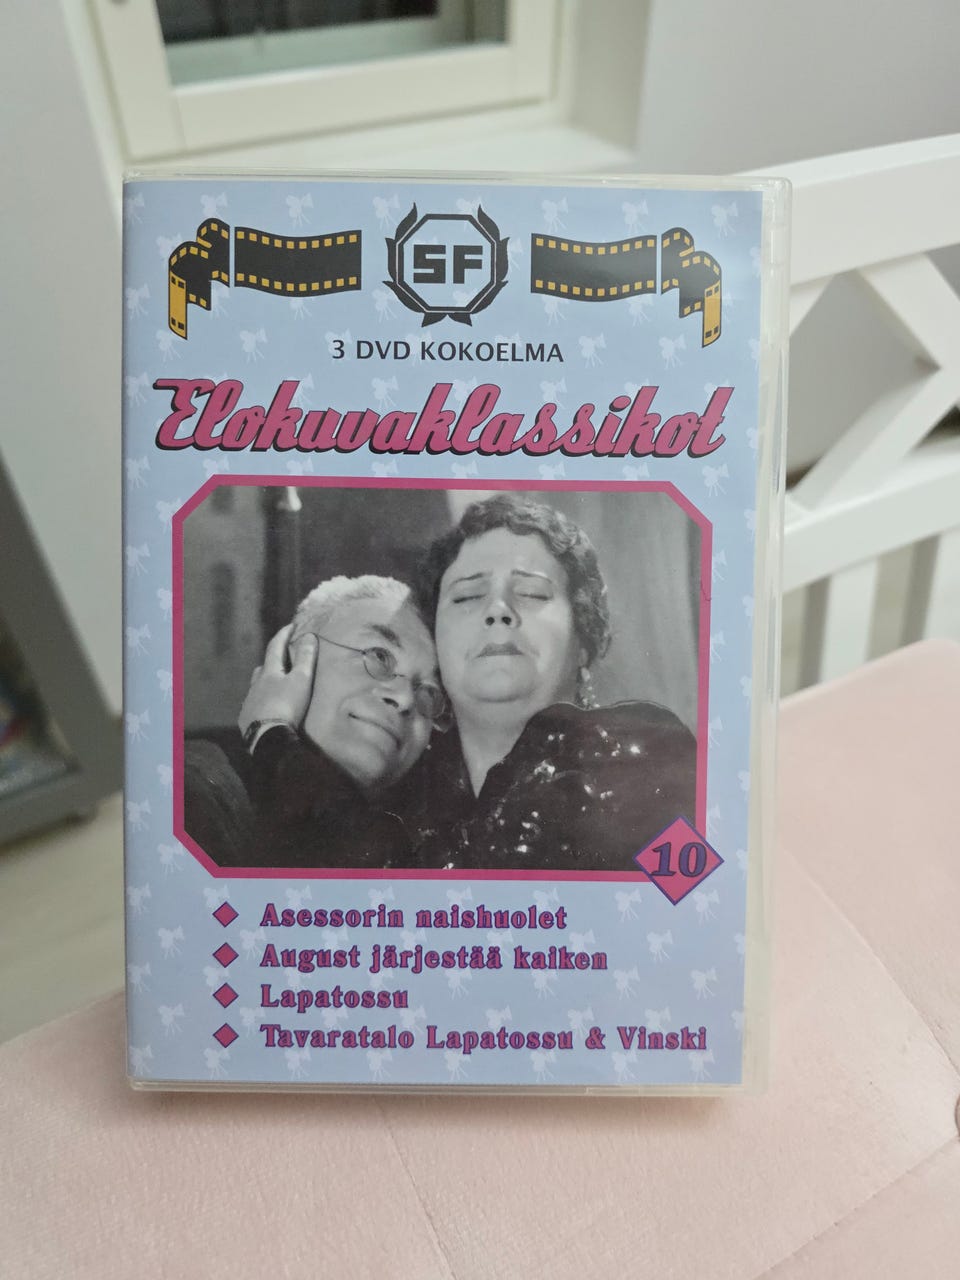 SF
3 DVD KOKOELMA
Elokuvaklassikot
10
Asessorin naishuolet
August järjestää kaiken
Lapatossu
Tavaratalo Lapatossu & Vinski